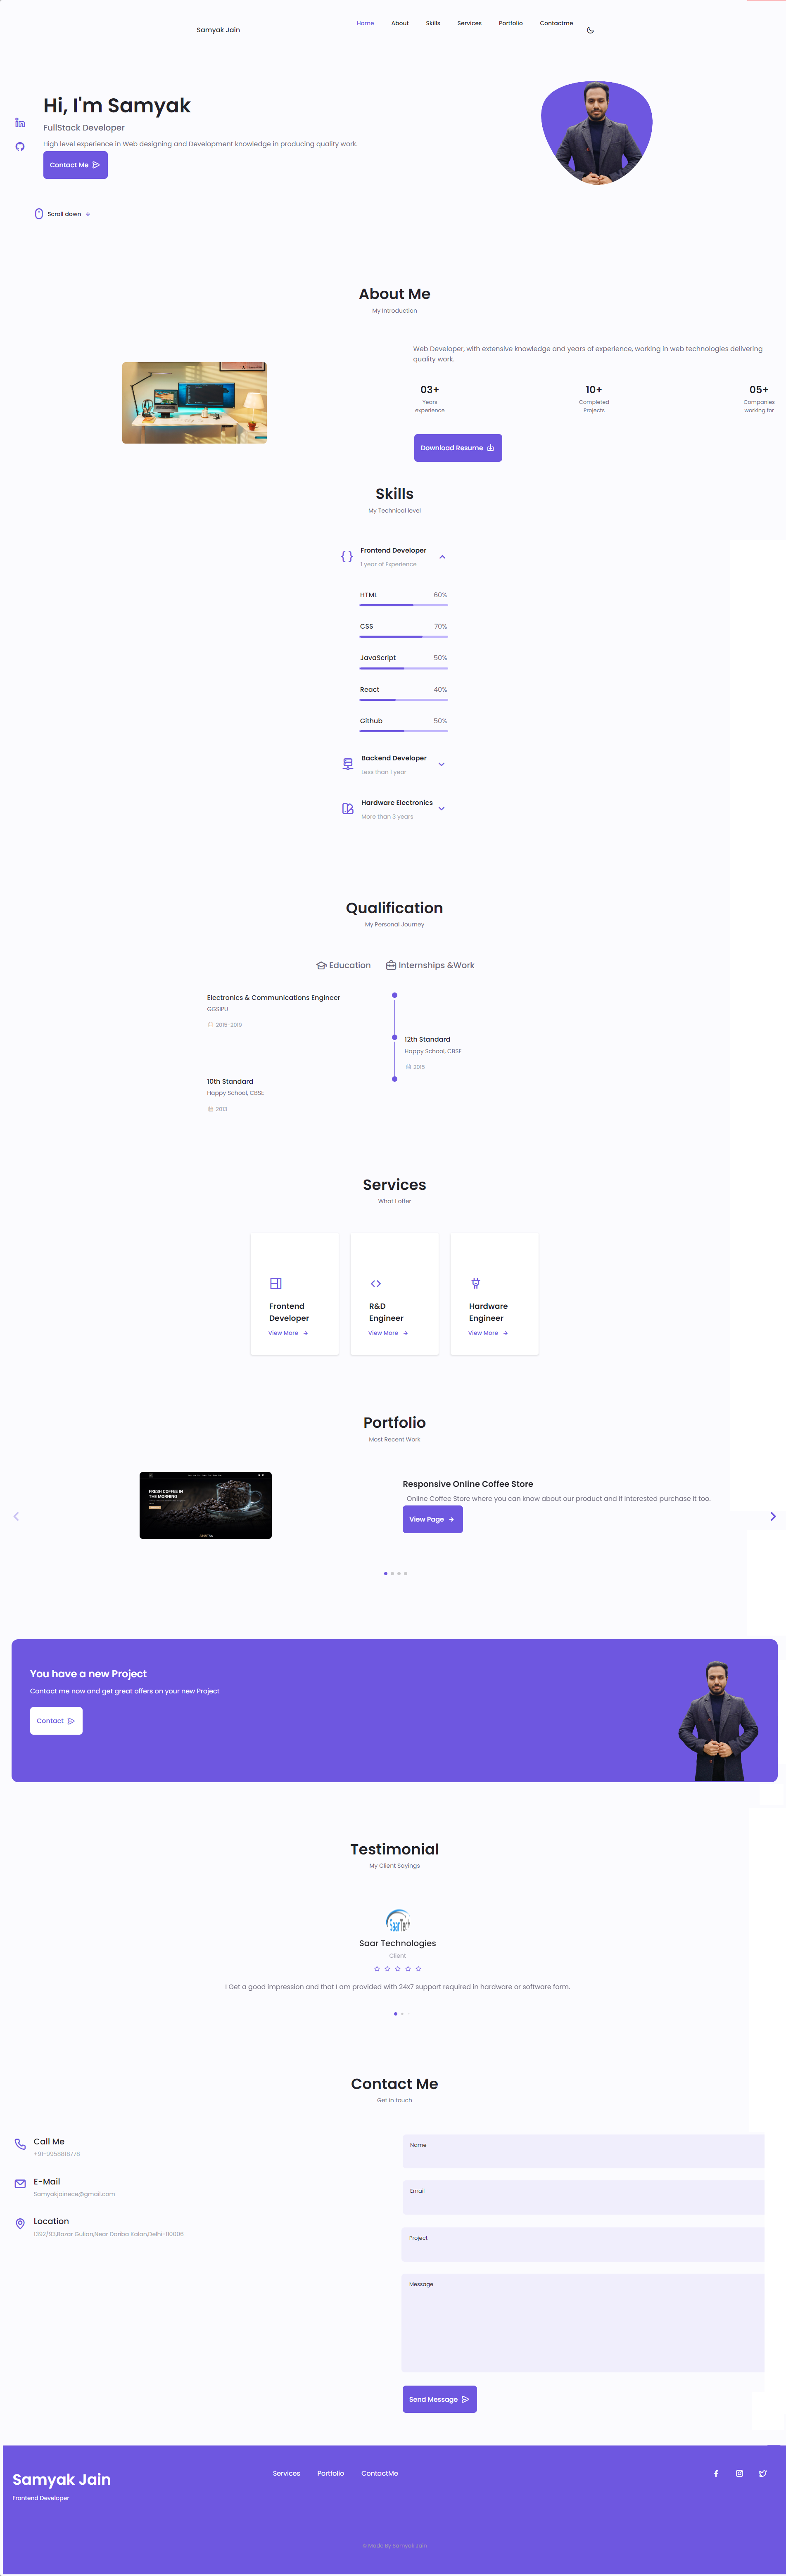 Samyak Jain
Home About Skills Services Portfolio Contactme
Hi, I'm Samyak
FullStack Developer
High level experience in Web designing and Development knowledge in producing quality work.
Contact Me
Scroll down
About Me
My Introduction
Web Developer, with extensive knowledge and years of experience, working in web technologies delivering
quality work.
03+
Years
experience
10+
Completed
Projects
05+
Companies
working for
Download Resume
Skills
My Technical level
Frontend Developer
1 year of Experience
HTML 60%
CSS 70%
JavaScript 50%
React 40%
Github 50%
Backend Developer
Less than 1 year
Hardware Electronics
More than 3 years
Qualification
My Personal Journey
Education Internships &Work
Electronics & Communications Engineer
GGSIPU
2015-2019
12th Standard
Happy School, CBSE
2015
10th Standard
Happy School, CBSE
2013
Services
What I offer
Frontend
Developer
View More
R&D
Engineer
View More
Hardware
Engineer
View More
Portfolio
Most Recent Work
FRESH COFFEE IN
THE MORNING
ABOUT US
Responsive Online Coffee Store
Online Coffee Store where you can know about our product and if interested purchase it too.
View Page
You have a new Project
Contact me now and get great offers on your new Project
Contact
Testimonial
My Client Sayings
Saar Technologies
Client
I Get a good impression and that I am provided with 24x7 support required in hardware or software form.
Contact Me
Get in touch
Call Me
+91-9958818778
E-Mail
Samyakjainece@gmail.com
Location
1392/93,Bazar Gulian,Near Dariba Kalan,Delhi-110006
Name
Email
Project
Message
Send Message
Samyak Jain
Frontend Developer
Services Portfolio ContactMe
© Made By Samyak Jain